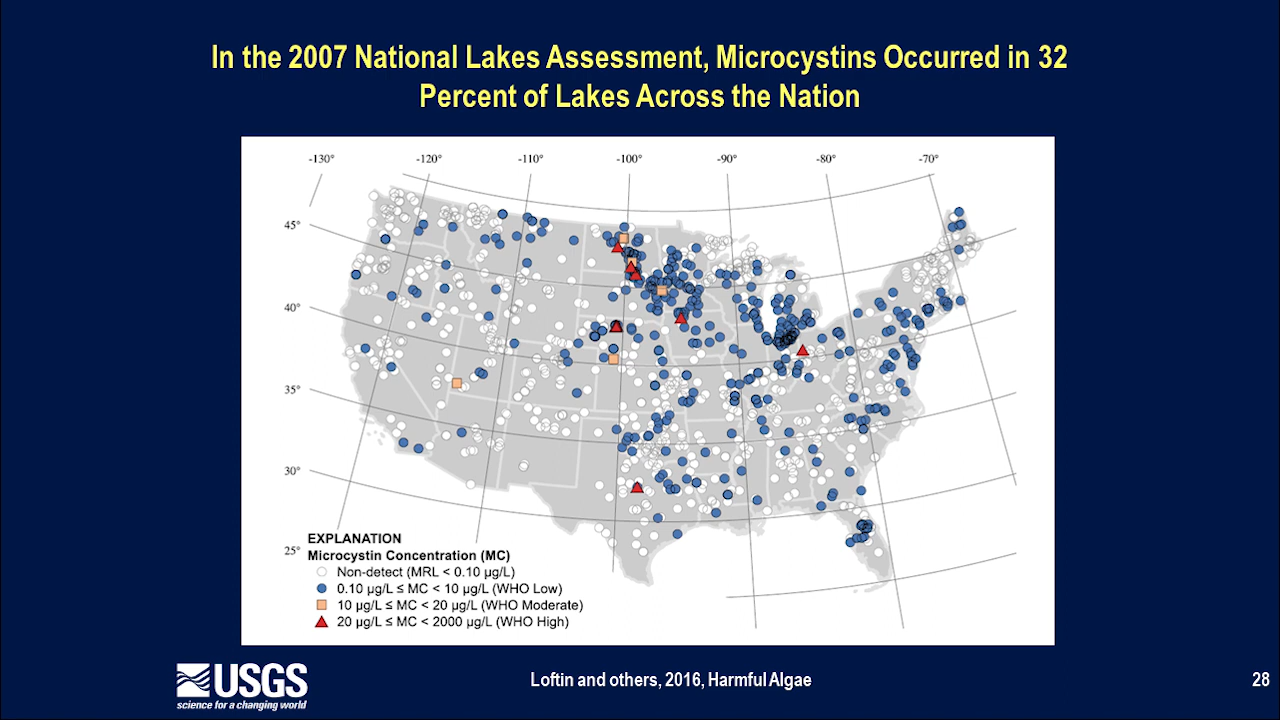 In the 2007 National Lakes Assessment, Microcystins Occurred in 32
Percent of Lakes Across the Nation
-130° -120° -110° -100° -90° -80° -70°
45°
40°
35°
30°
25°
EXPLANATION
Microcystin Concentration (MC)
Non-detect (MRL < 0.10 µg/L)
0.10 µg/L ≤ MC < 10 µg/L (WHO Low)
10 µg/L ≤ MC < 20 µg/L (WHO Moderate)
20 µg/L ≤ MC < 2000 µg/L (WHO High)
USGS
science for a changing world
Loftin and others, 2016, Harmful Algae
28